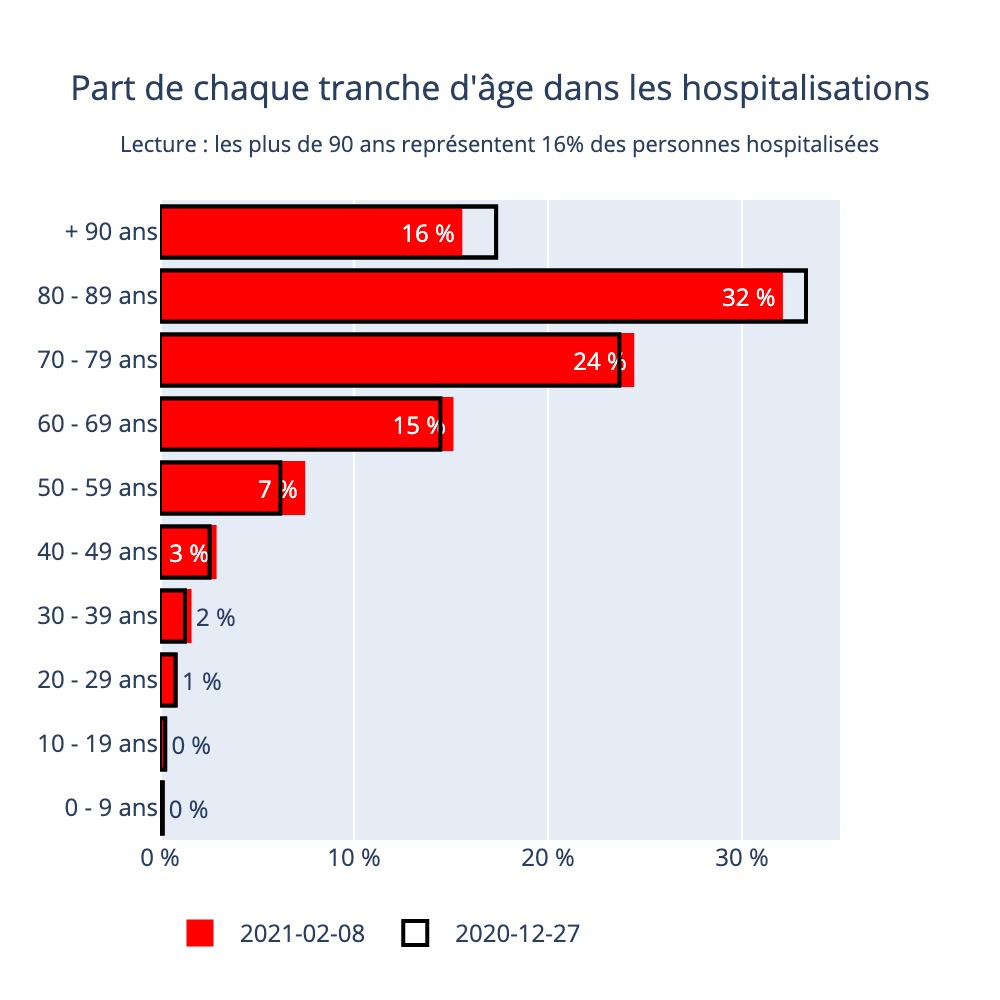 Part de chaque tranche d'âge dans les hospitalisations
Lecture : les plus de 90 ans représentent 16% des personnes hospitalisées
+ 90 ans 16 %
80 - 89 ans 32 %
70 - 79 ans 24 %
60 - 69 ans 15 %
50 - 59 ans 7 %
40 - 49 ans 3 %
30 - 39 ans 2 %
20 - 29 ans 1 %
10 - 19 ans 0 %
0 - 9 ans 0 %
0 % 10 % 20 % 30 %
2021-02-08 2020-12-27